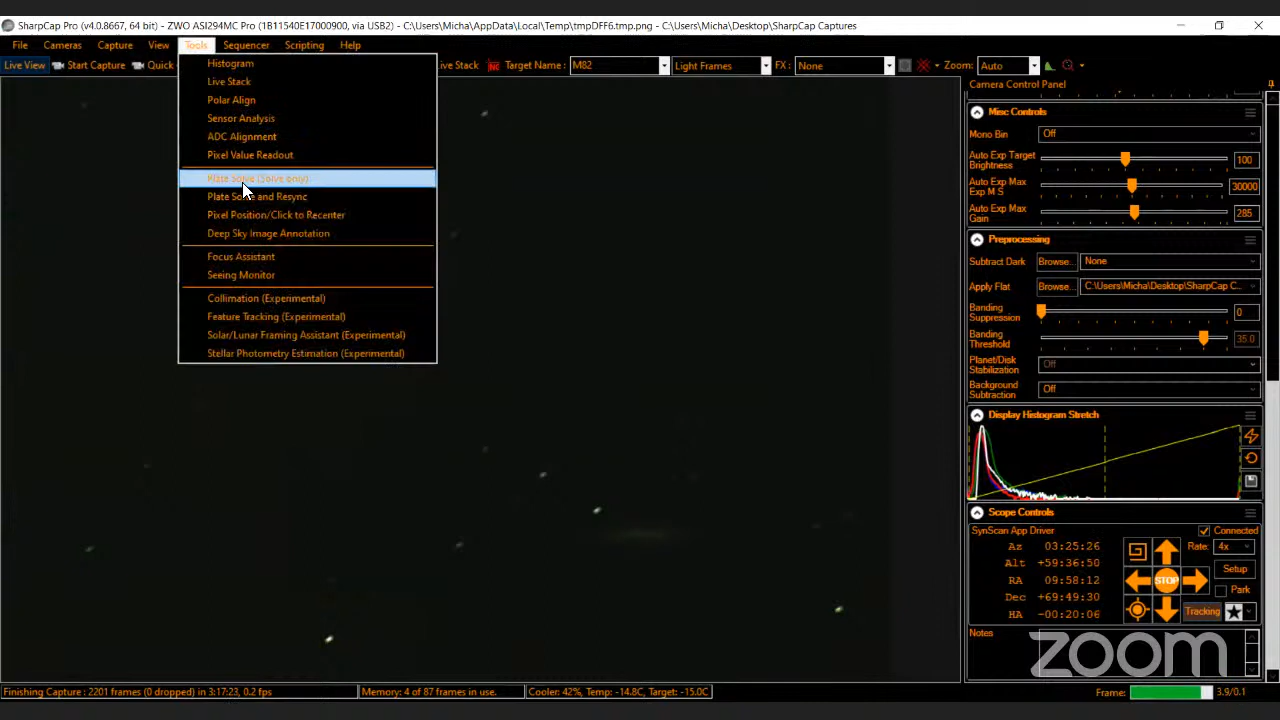 SharpCap Pro (v4.0.8667, 64 bit) - ZWO ASI294MC Pro (1B11540E17000900, via USB2) - C:\Users\Micha\AppData\Local\Temp\tmpDFF6.tmp.png - C:\Users\Micha\Desktop\SharpCap Captures
File Cameras Capture View Tools Sequencer Scripting Help
Live View Start Capture Quick ive Stack Target Name : M82 Light Frames FX : None Zoom: Auto
Histogram
Live Stack
Polar Align
Sensor Analysis
ADC Alignment
Pixel Value Readout
Plate Solve (Solve only)
Plate Solve and Resync
Pixel Position/Click to Recenter
Deep Sky Image Annotation
Focus Assistant
Seeing Monitor
Collimation (Experimental)
Feature Tracking (Experimental)
Solar/Lunar Framing Assistant (Experimental)
Stellar Photometry Estimation (Experimental)
Camera Control Panel
Misc Controls
Mono Bin Off
Auto Exp Target
Brightness 100
Auto Exp Max
Exp M S 30000
Auto Exp Max
Gain 285
Preprocessing
Subtract Dark Browse... None
Apply Flat Browse... C:\Users\Micha\Desktop\SharpCap C...
Banding
Suppression 0
Banding
Threshold 35.0
Planet/Disk
Stabilization Off
Background
Subtraction Off
Display Histogram Stretch
Scope Controls
SynScan App Driver Connected
Az 03:25:26 Rate: 4x
Alt +59:36:50
RA 09:58:12 STOP Setup
Dec +69:49:30 Park
HA -00:20:06 Tracking
Notes
zoom
Finishing Capture : 2201 frames (0 dropped) in 3:17:23, 0.2 fps Memory: 4 of 87 frames in use. Cooler: 42%, Temp: -14.8C, Target: -15.0C Frame: 3.9/0.1